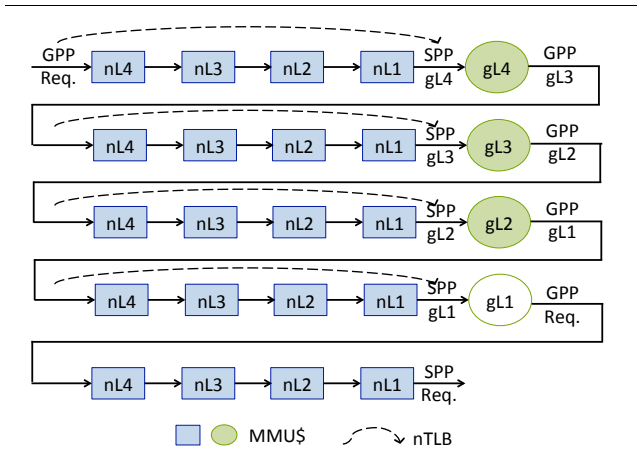 GPP Req. nL4 nL3 nL2 nL1 SPP gL4 gL4 GPP gL3
nL4 nL3 nL2 nL1 SPP gL3 gL3 GPP gL2
nL4 nL3 nL2 nL1 SPP gL2 gL2 GPP gL1
nL4 nL3 nL2 nL1 SPP gL1 gL1 GPP Req.
nL4 nL3 nL2 nL1 SPP Req.
MMU$ nTLB